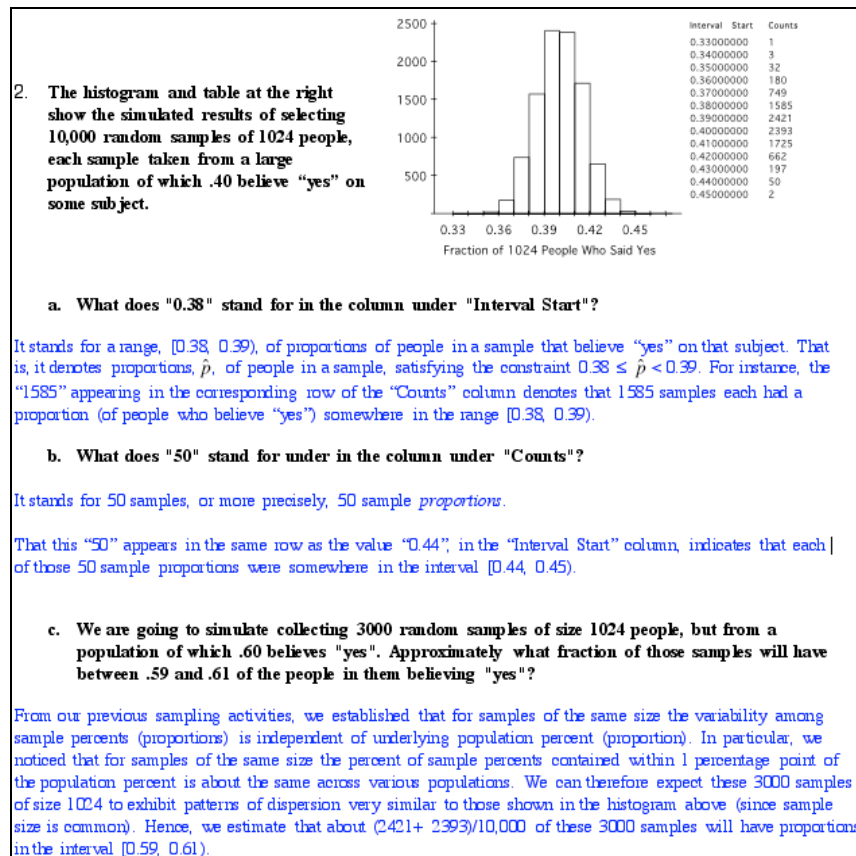 2500
2000
1500
1000
500
0.33 0.36 0.39 0.42 0.45
Fraction of 1024 People Who Said Yes
Interval Start Counts
0.33000000 1
0.34000000 3
0.35000000 32
0.36000000 180
0.37000000 749
0.38000000 1585
0.39000000 2421
0.40000000 2393
0.41000000 1725
0.42000000 662
0.43000000 197
0.44000000 50
0.45000000 2
2. The histogram and table at the right
show the simulated results of selecting
10,000 random samples of 1024 people,
each sample taken from a large
population of which .40 believe “yes” on
some subject.
a. What does "0.38" stand for in the column under "Interval Start"?
It stands for a range, [0.38, 0.39), of proportions of people in a sample that believe “yes” on that subject. That
is, it denotes proportions, p̂, of people in a sample, satisfying the constraint 0.38 ≤ p̂ < 0.39. For instance, the
“1585” appearing in the corresponding row of the “Counts” column denotes that 1585 samples each had a
proportion (of people who believe “yes”) somewhere in the range [0.38, 0.39).
b. What does "50" stand for under in the column under "Counts"?
It stands for 50 samples, or more precisely, 50 sample proportions.
That this “50” appears in the same row as the value “0.44”, in the “Interval Start” column, indicates that each
of those 50 sample proportions were somewhere in the interval [0.44, 0.45).
c. We are going to simulate collecting 3000 random samples of size 1024 people, but from a
population of which .60 believes "yes". Approximately what fraction of those samples will have
between .59 and .61 of the people in them believing "yes"?
From our previous sampling activities, we established that for samples of the same size the variability among
sample percents (proportions) is independent of underlying population percent (proportion). In particular, we
noticed that for samples of the same size the percent of sample percents contained within 1 percentage point of
the population percent is about the same across various populations. We can therefore expect these 3000 samples
of size 1024 to exhibit patterns of dispersion very similar to those shown in the histogram above (since sample
size is common). Hence, we estimate that about (2421+ 2393)/10,000 of these 3000 samples will have proportions
in the interval [0.59, 0.61).